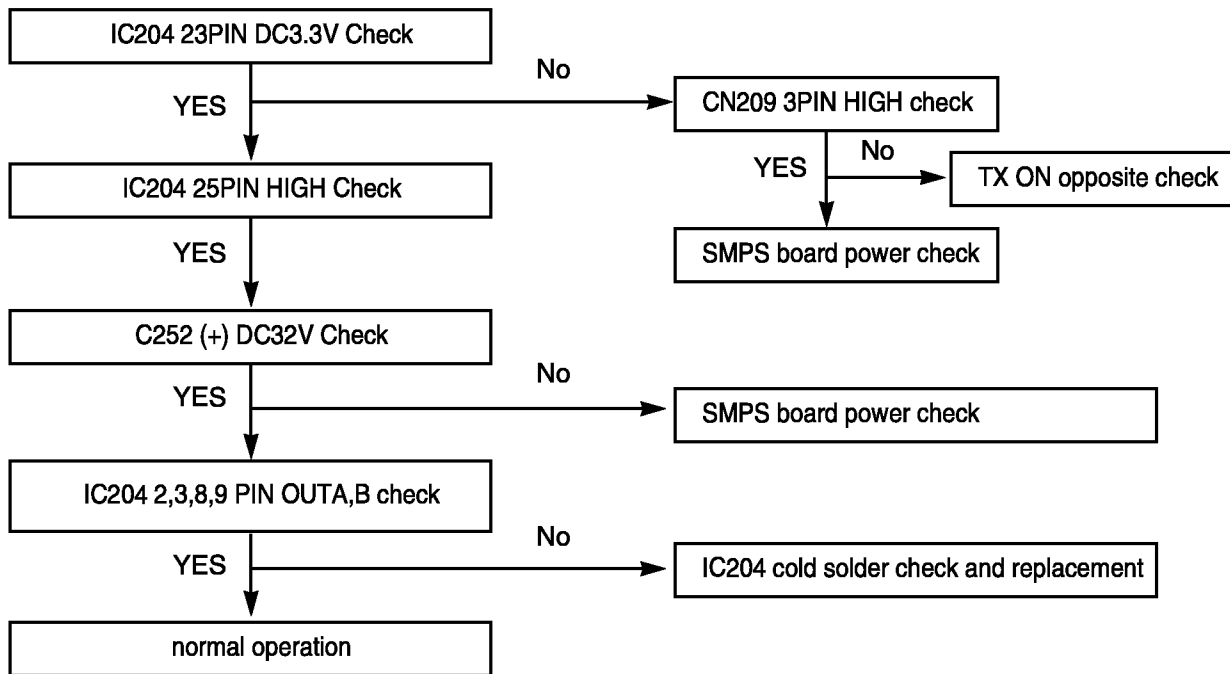 IC204 23PIN DC3.3V Check
No
YES
CN209 3PIN HIGH check
No
YES
IC204 25PIN HIGH Check
TX ON opposite check
YES
SMPS board power check
C252 (+) DC32V Check
No
YES
SMPS board power check
IC204 2,3,8,9 PIN OUTA,B check
No
YES
IC204 cold solder check and replacement
normal operation